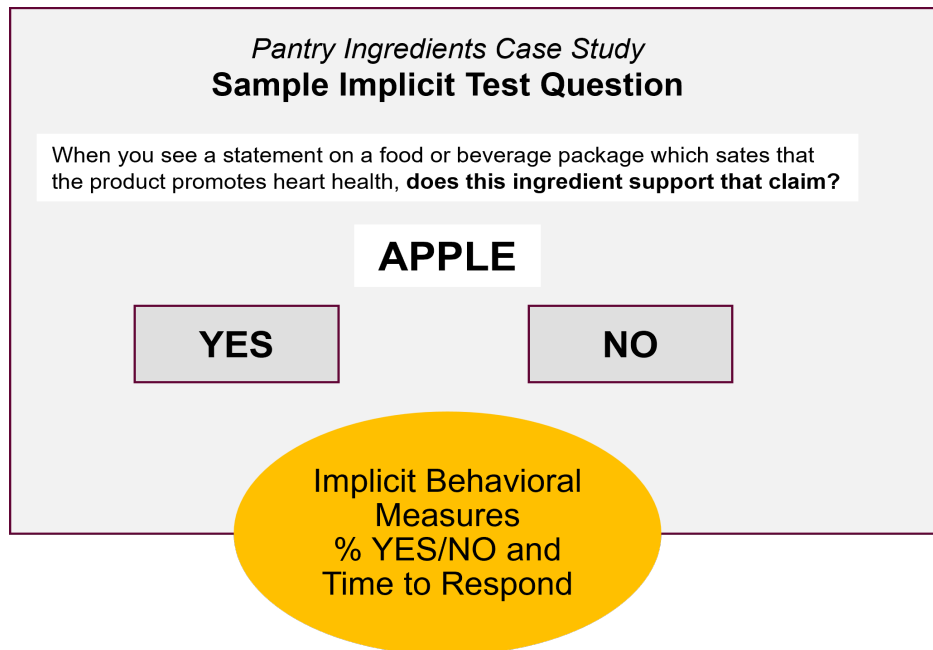 Pantry Ingredients Case Study
Sample Implicit Test Question
When you see a statement on a food or beverage package which sates that
the product promotes heart health, does this ingredient support that claim?
APPLE
YES
NO
Implicit Behavioral
Measures
% YES/NO and
Time to Respond